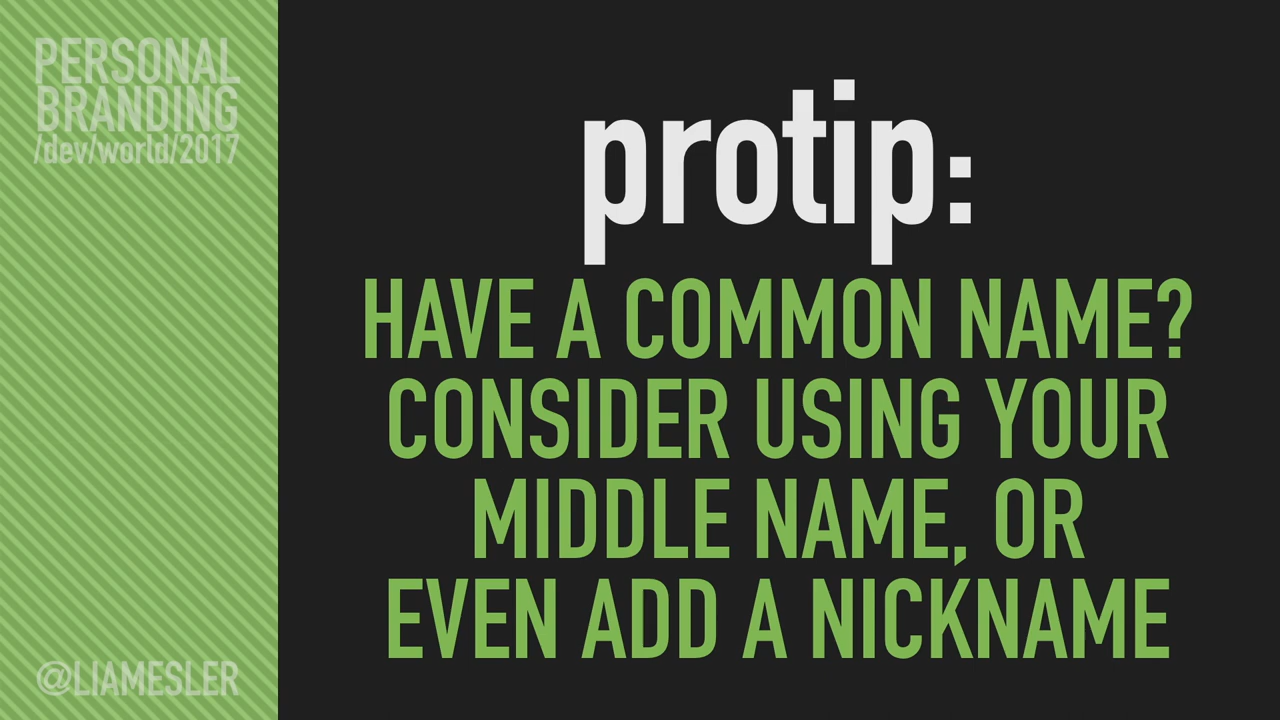 PERSONAL
BRANDING
/dev/world/2017
protip:
HAVE A COMMON NAME?
CONSIDER USING YOUR
MIDDLE NAME, OR
EVEN ADD A NICKNAME
@LIAMESLER